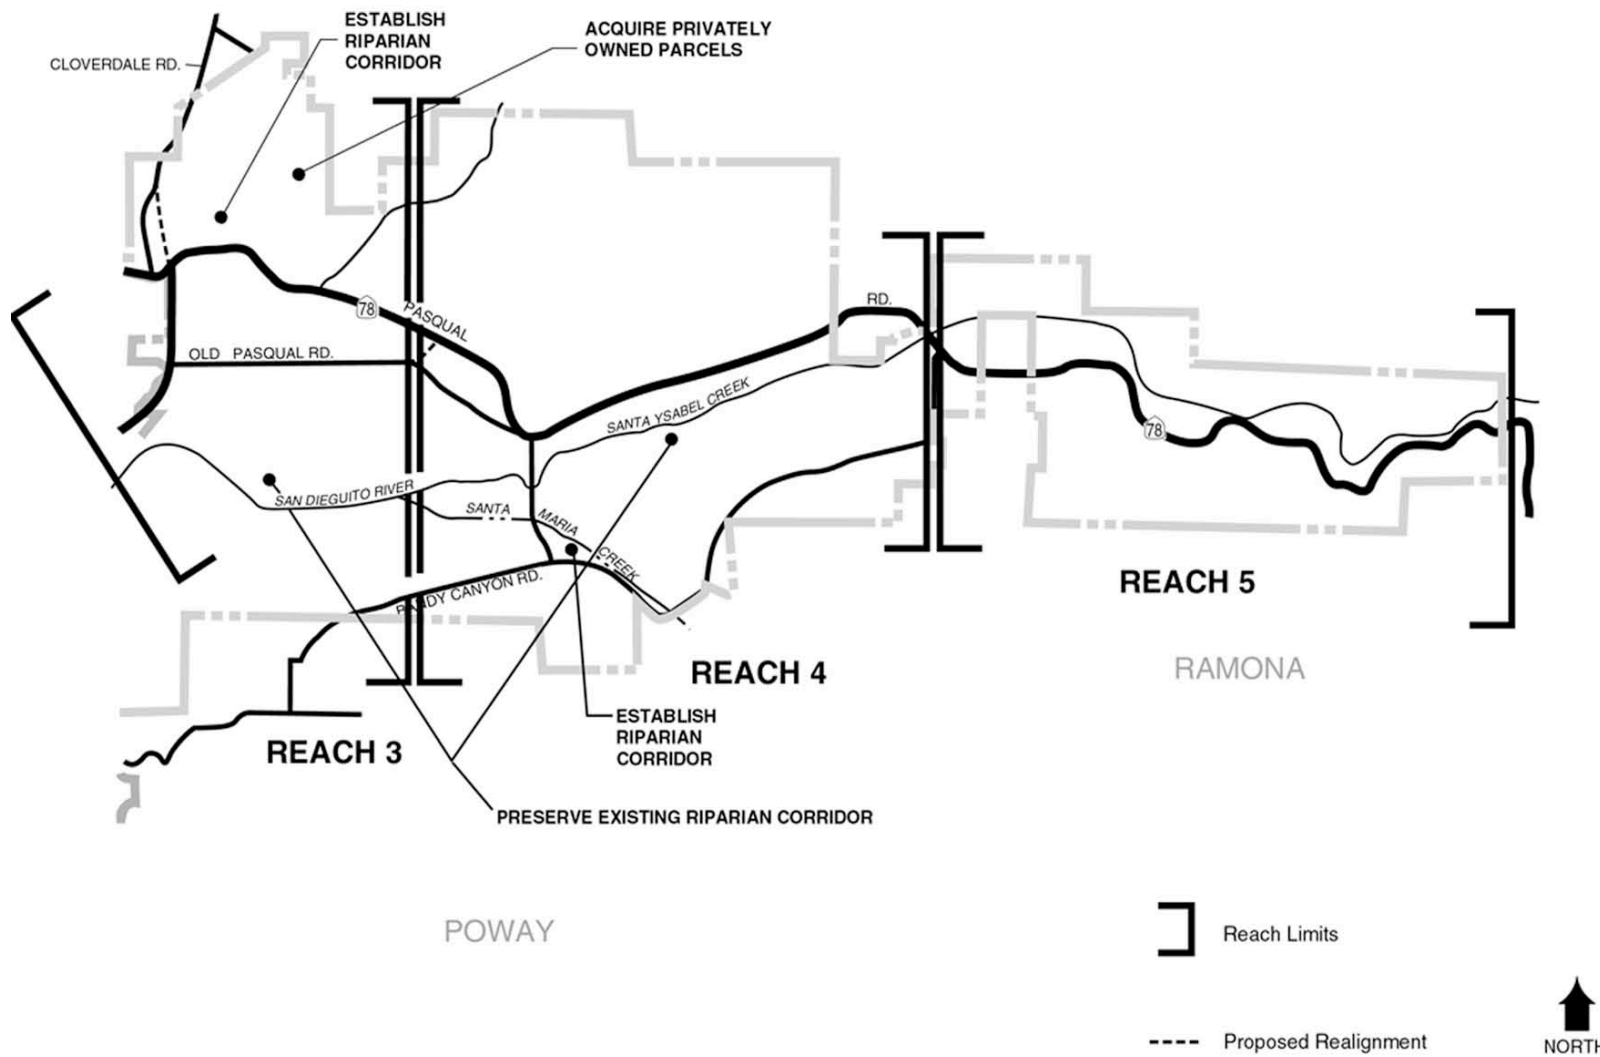 ESTABLISH
RIPARIAN
CORRIDOR
ACQUIRE PRIVATELY
OWNED PARCELS
CLOVERDALE RD.
78
PASQUAL
RD.
OLD PASQUAL RD.
SANTA YSABEL CREEK
78
SAN DIEGUITO RIVER
SANTA
MARIA
CREEK
CANYON RD.
REACH 5
REACH 4
RAMONA
ESTABLISH
RIPARIAN
CORRIDOR
REACH 3
PRESERVE EXISTING RIPARIAN CORRIDOR
POWAY
Reach Limits
Proposed Realignment
NORTH